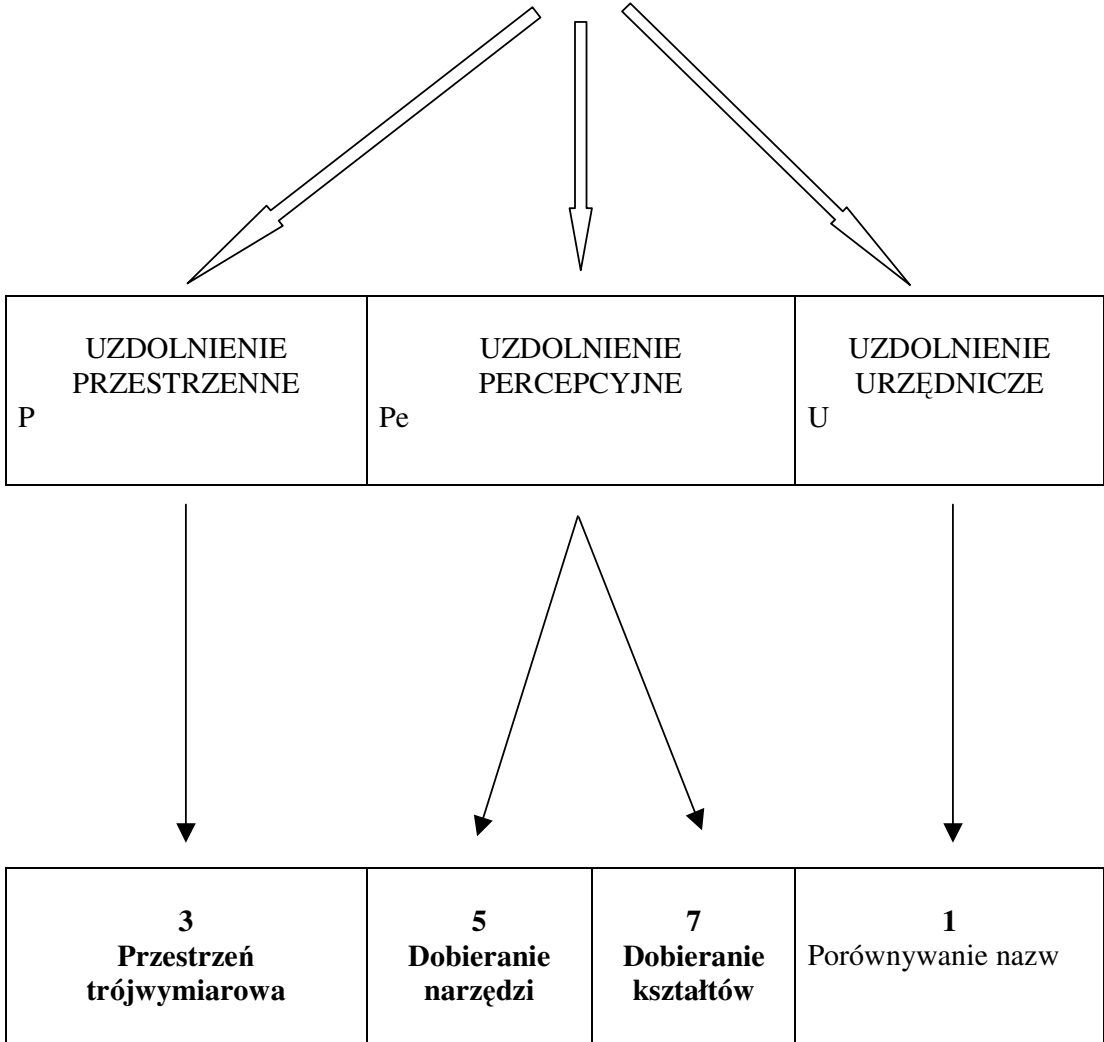 UZDOLNIENIE
PRZESTRZENNE
P
UZDOLNIENIE
PERCEPCYJNE
Pe
UZDOLNIENIE
URZĘDNICZE
U
3
Przestrzeń
trójwymiarowa
5
Dobieranie
narzędzi
7
Dobieranie
kształtów
1
Porównywanie nazw